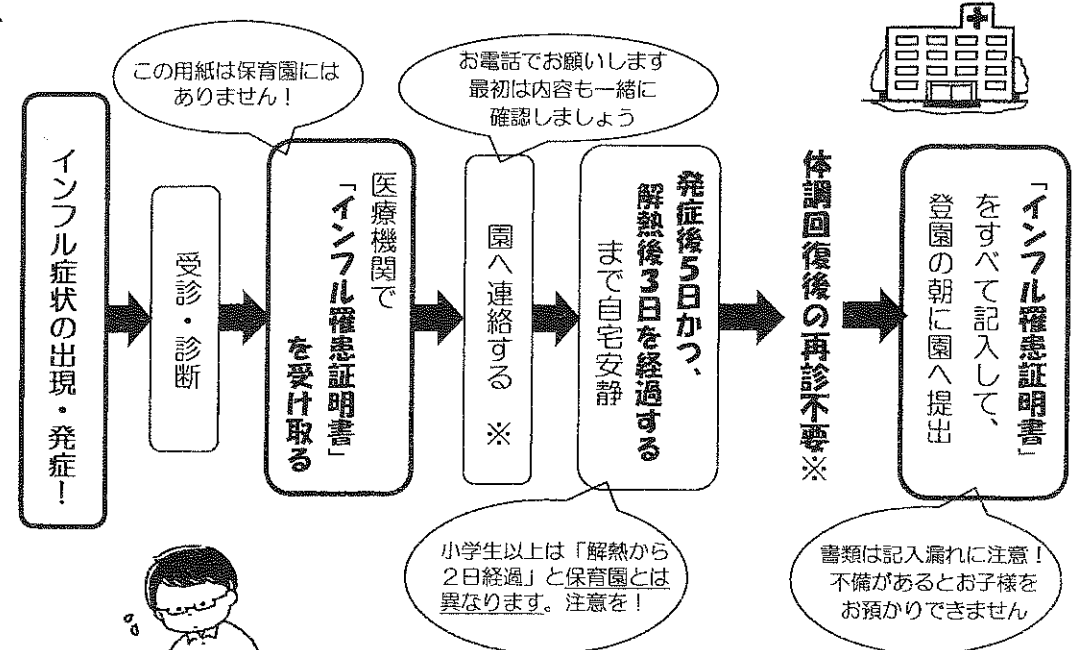 インフル症状の出現・発症！
受診・診断
この用紙は保育園には
ありません！
医療機関で
「インフル罹患証明書」
を受け取る
お電話でお願いします
最初は内容も一緒に
確認しましょう
園へ連絡する　※
発症後５日かつ、
解熱後３日を経過する
まで自宅安静
小学生以上は「解熱から
２日経過」と保育園とは
異なります。注意を！
体調回復後の再診不要※
「インフル罹患証明書」
をすべて記入して、
登園の朝に園へ提出
書類は記入漏れに注意！
不備があるとお子様を
お預かりできません